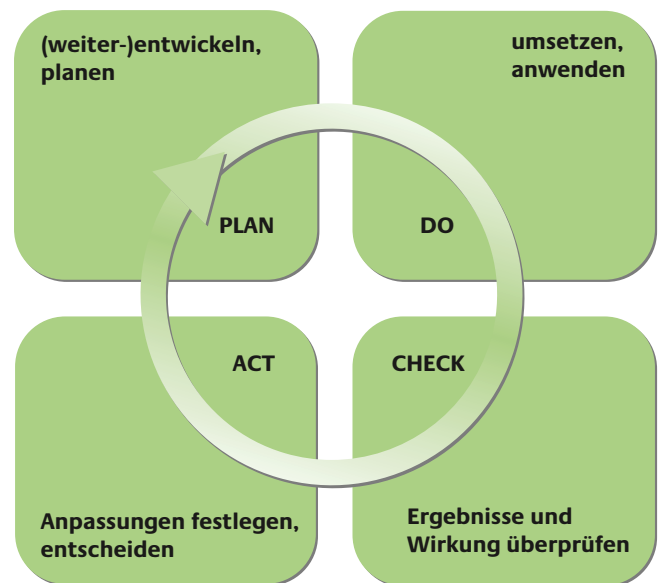 (weiter-)entwickeln,
planen
umsetzen,
anwenden
PLAN
DO
ACT
CHECK
Anpassungen festlegen,
entscheiden
Ergebnisse und
Wirkung überprüfen